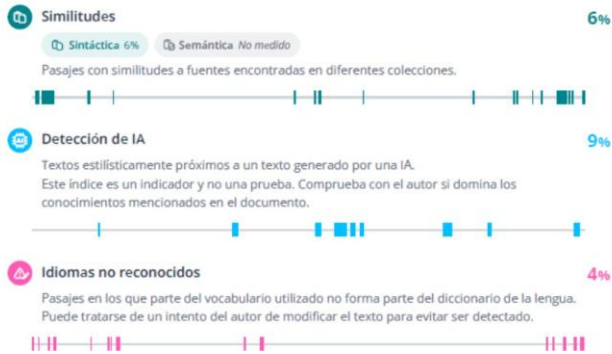 Similitudes
6%
Sintáctica 6% Semántica No medido
Pasajes con similitudes a fuentes encontradas en diferentes colecciones.
Detección de IA
9%
Textos estilísticamente próximos a un texto generado por una IA.
Este índice es un indicador y no una prueba. Comprueba con el autor si domina los
conocimientos mencionados en el documento.
Idiomas no reconocidos
4%
Pasajes en los que parte del vocabulario utilizado no forma parte del diccionario de la lengua.
Puede tratarse de un intento del autor de modificar el texto para evitar ser detectado.